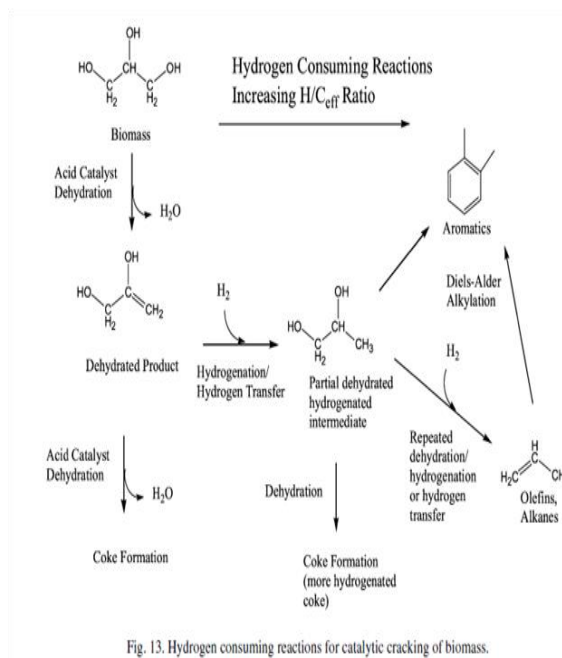 OH
HO CH OH
C C
H₂ H₂
Biomass
Hydrogen Consuming Reactions
Increasing H/Ceff Ratio
Acid Catalyst
Dehydration
H₂O
Aromatics
OH
HO C
C CH₂
H₂
Dehydrated Product
H₂
Hydrogenation/
Hydrogen Transfer
OH
HO CH
C CH₃
H₂
Partial dehydrated
hydrogenated
intermediate
Diels-Alder
Alkylation
H₂
Repeated
dehydration/
hydrogenation
or hydrogen
transfer
H
C
H₂C CH
Olefins,
Alkanes
Acid Catalyst
Dehydration
H₂O
Coke Formation
Dehydration
Coke Formation
(more hydrogenated
coke)
Fig. 13. Hydrogen consuming reactions for catalytic cracking of biomass.